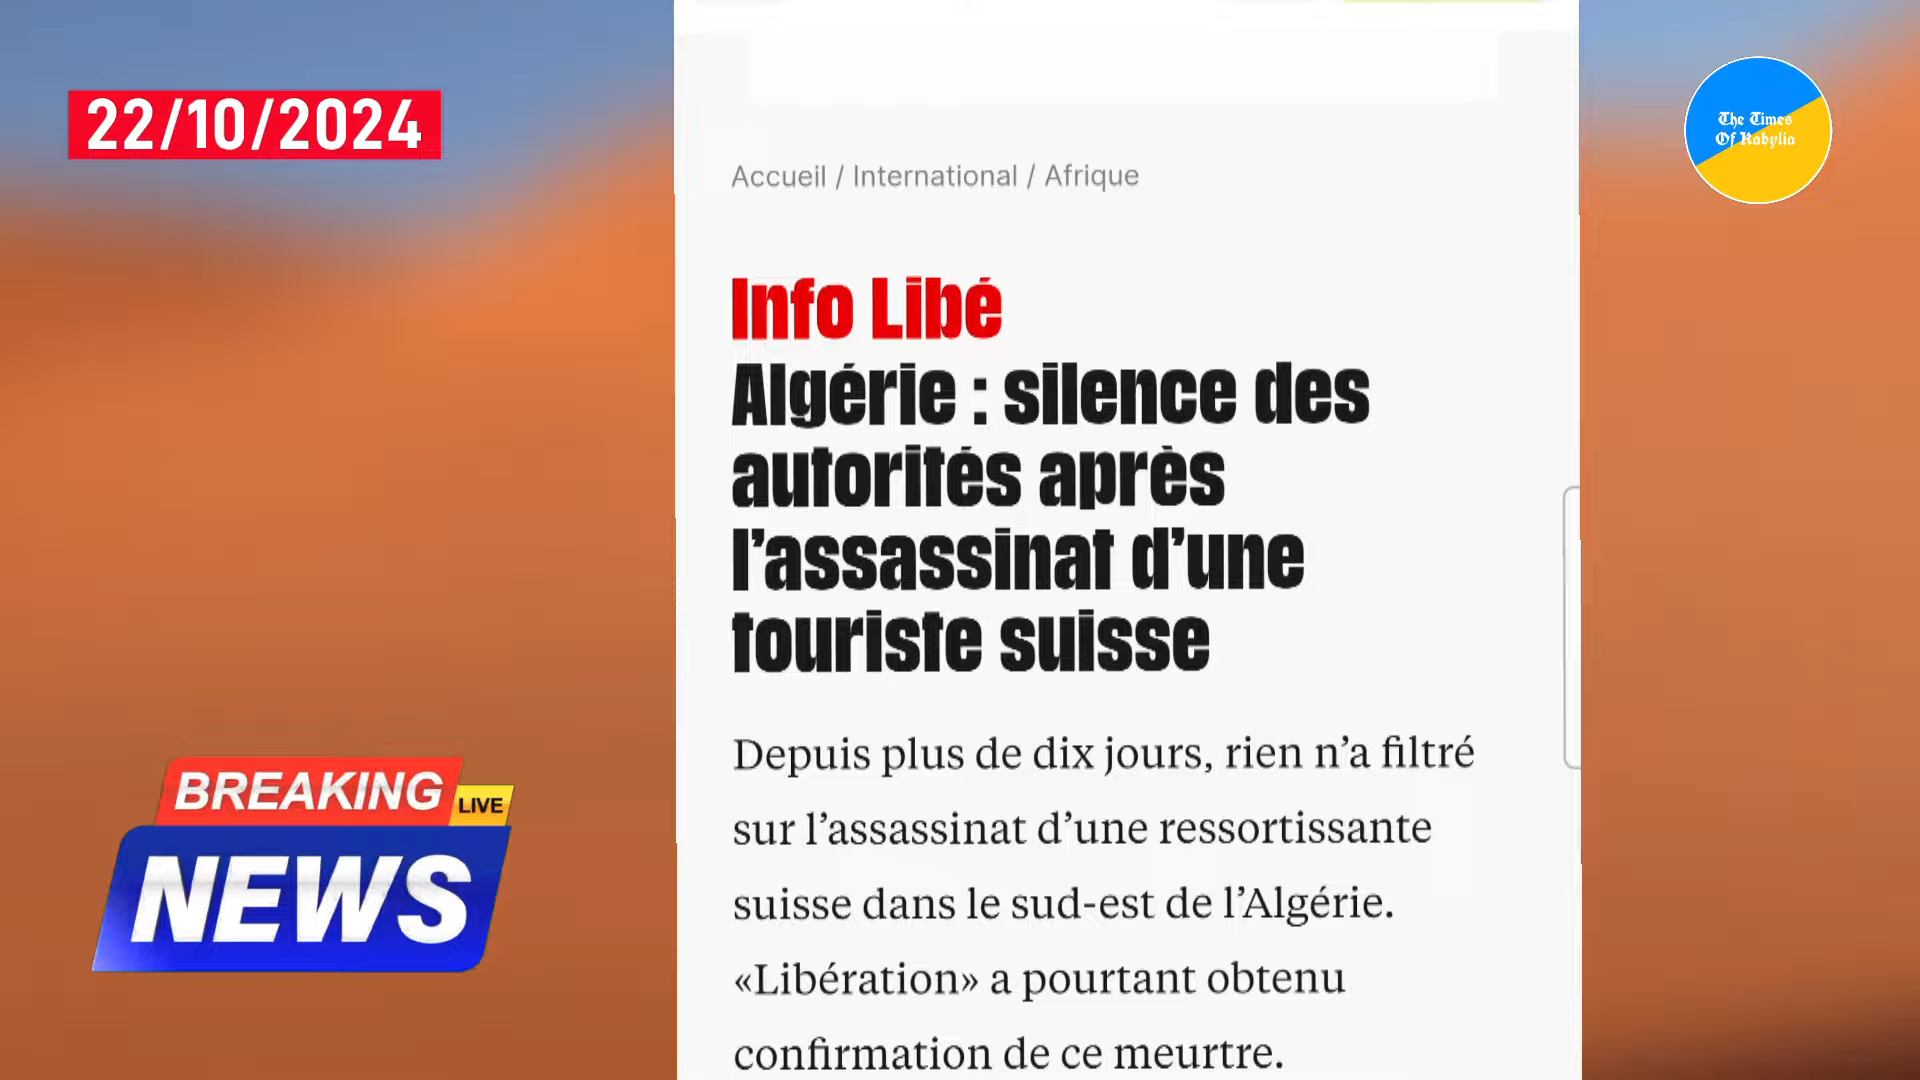 22/10/2024
The Times
Of Kabylia
Accueil / International / Afrique
Info Libé
Algérie : silence des
autorités après
l’assassinat d’une
touriste suisse
Depuis plus de dix jours, rien n’a filtré
sur l’assassinat d’une ressortissante
suisse dans le sud-est de l’Algérie.
«Libération» a pourtant obtenu
confirmation de ce meurtre.
BREAKING
LIVE
NEWS